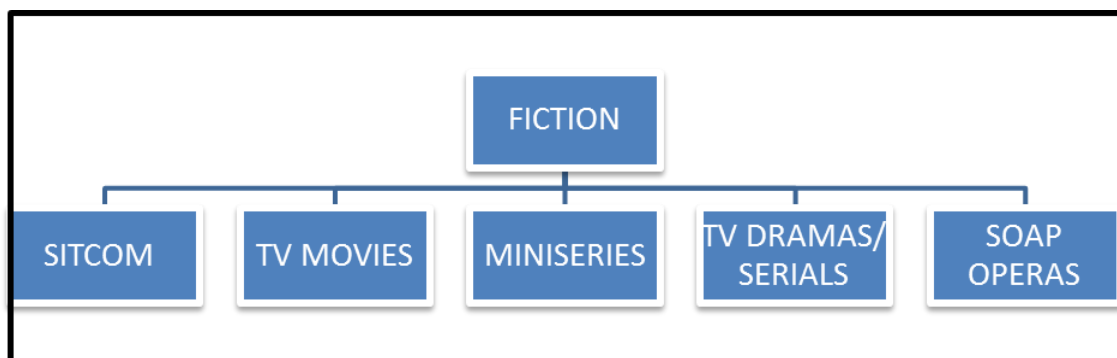 FICTION
SITCOM
TV MOVIES
MINISERIES
TV DRAMAS/
SERIALS
SOAP
OPERAS